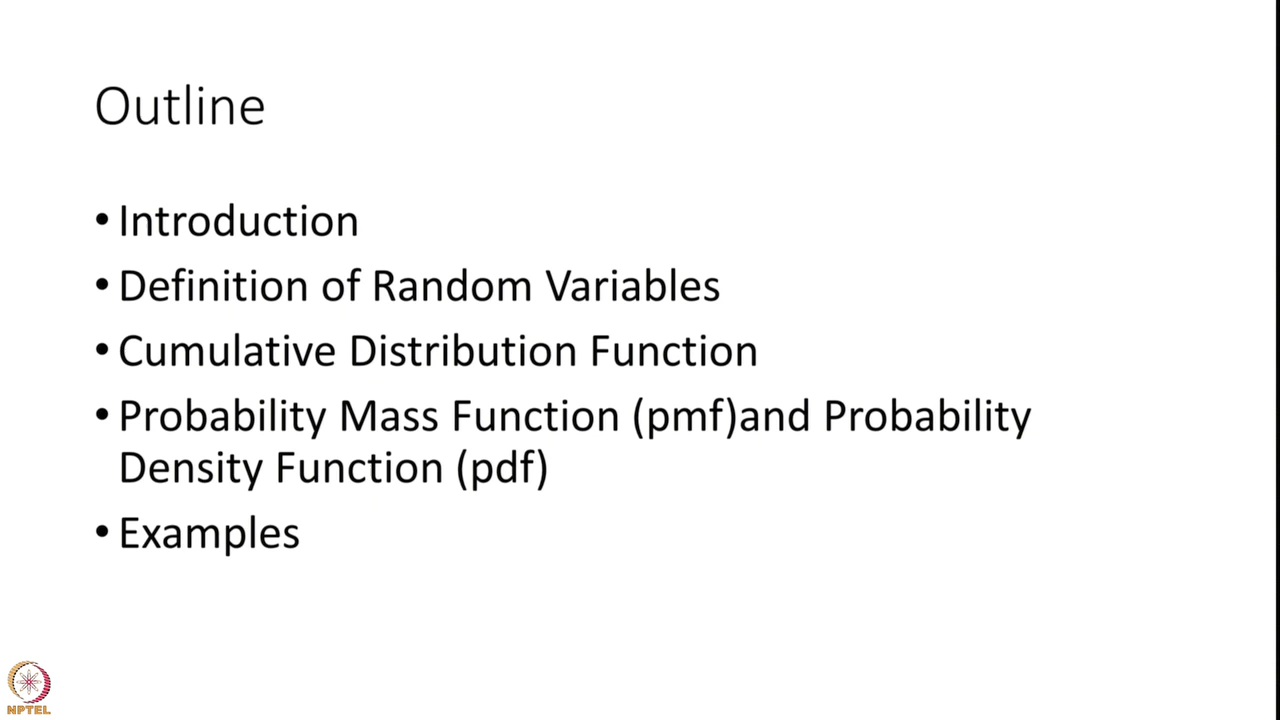 Outline
• Introduction
• Definition of Random Variables
• Cumulative Distribution Function
• Probability Mass Function (pmf)and Probability
Density Function (pdf)
• Examples
NPTEL